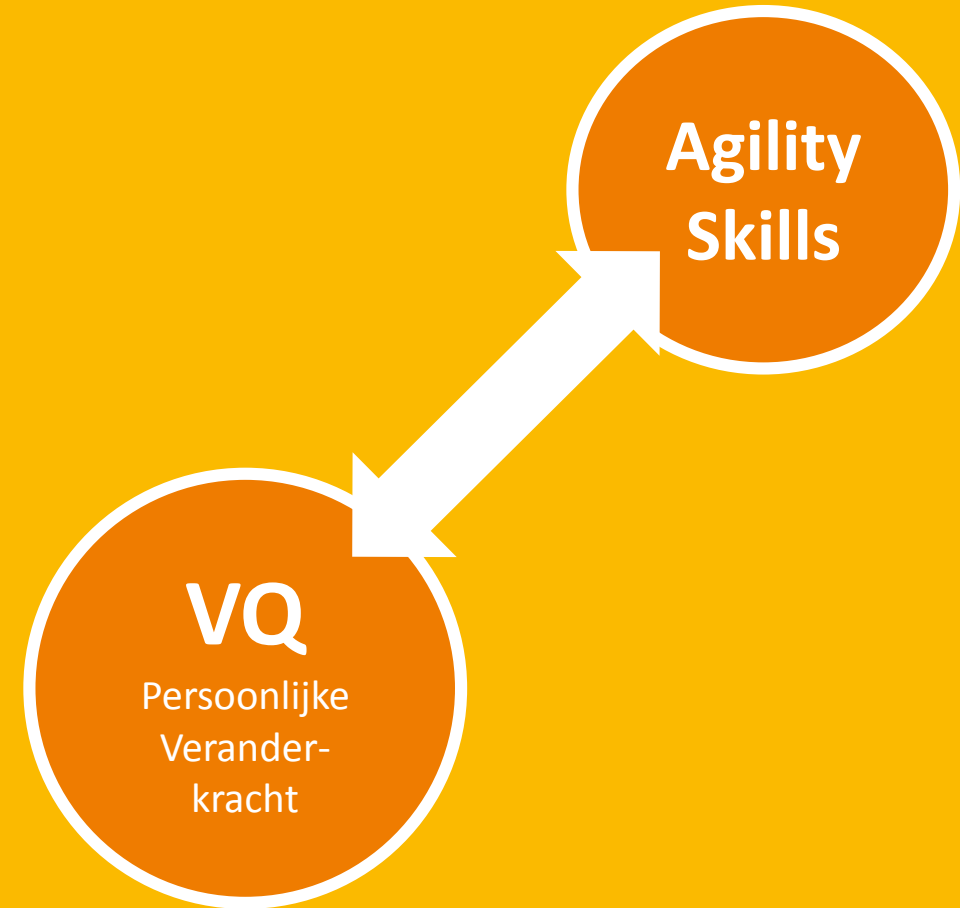 Agility
Skills
VQ
Persoonlijke
Verander-
kracht